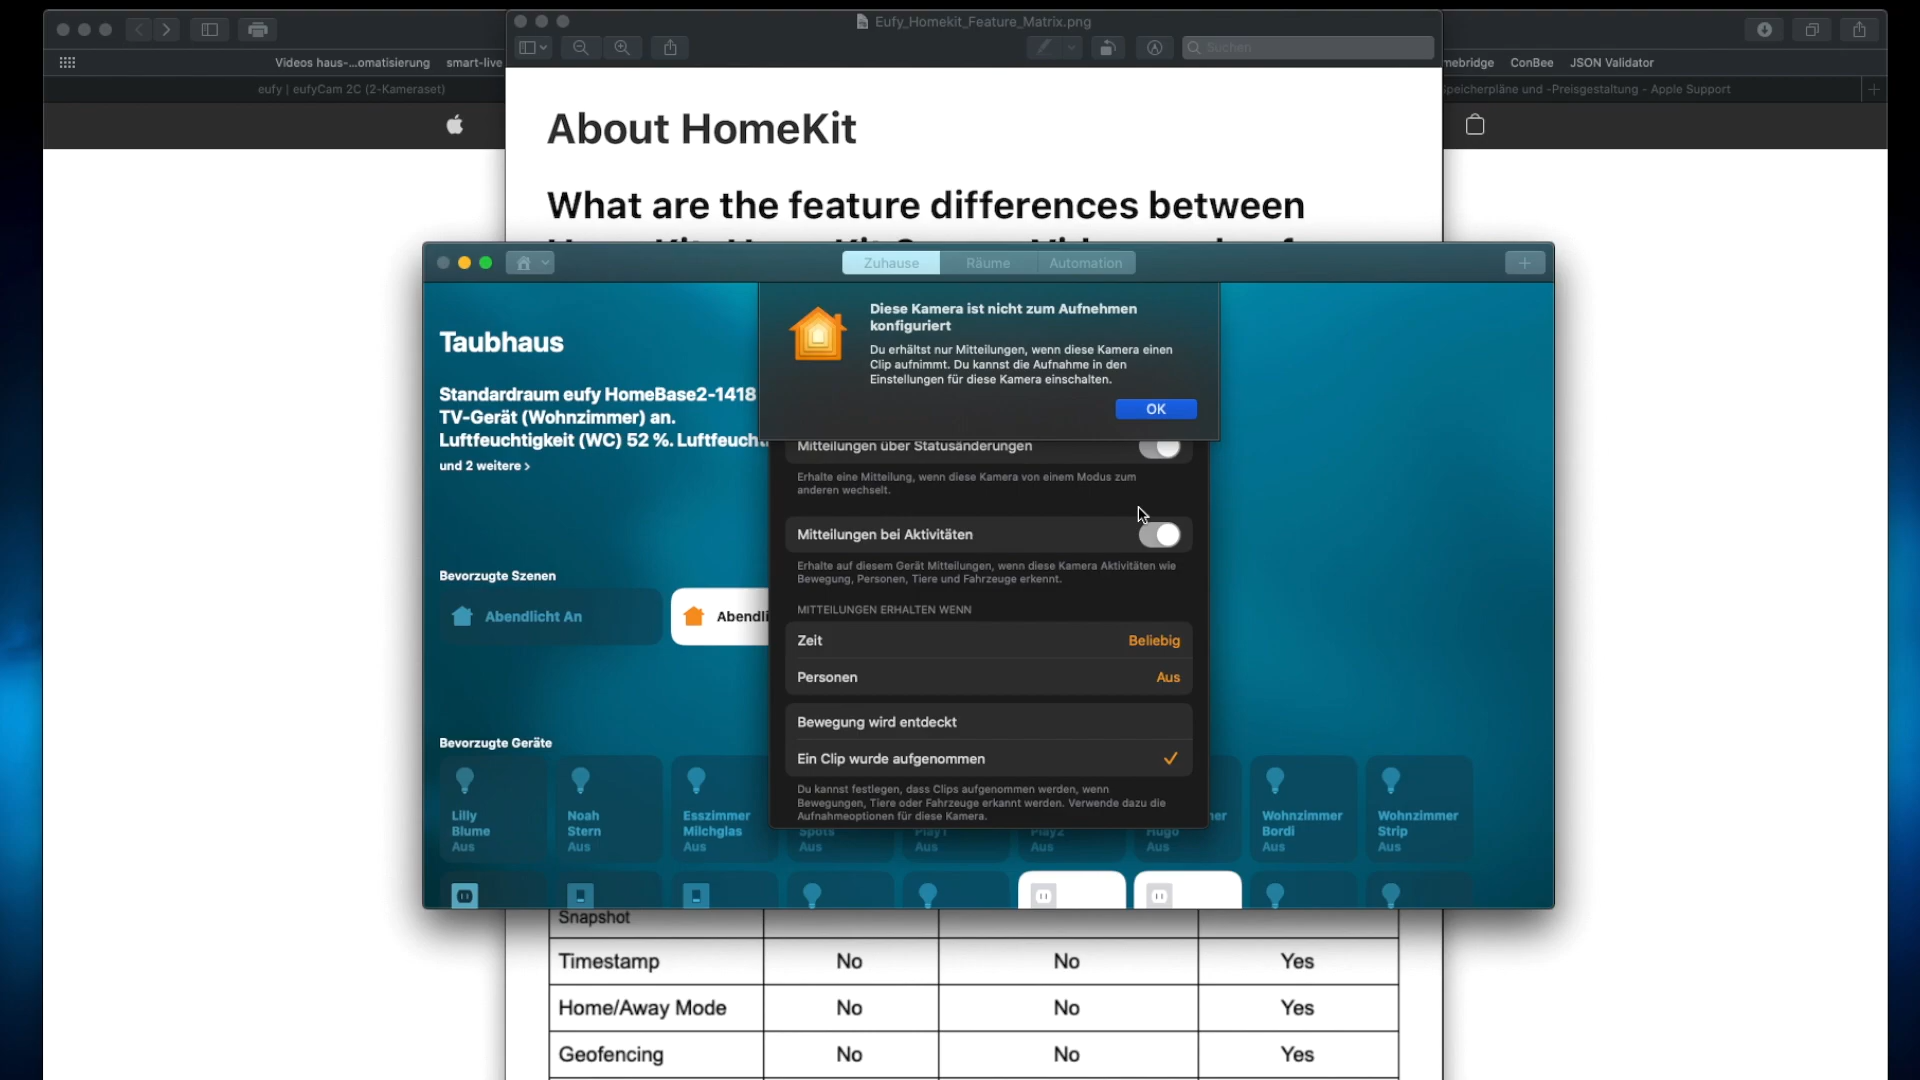 Eufy_Homekit_Feature_Matrix.png
Suchen
Videos haus-...omatisierung smart-live
mebridge ConBee JSON Validator
eufy | eufyCam 2C (2-Kameraset)
Speicherpläne und -Preisgestaltung - Apple Support
About HomeKit
What are the feature differences between
Zuhause Räume Automation
Taubhaus
Standardraum eufy HomeBase2-1418
TV-Gerät (Wohnzimmer) an.
Luftfeuchtigkeit (WC) 52 %. Luftfeucht
und 2 weitere >
Diese Kamera ist nicht zum Aufnehmen
konfiguriert
Du erhältst nur Mitteilungen, wenn diese Kamera einen
Clip aufnimmt. Du kannst die Aufnahme in den
Einstellungen für diese Kamera einschalten.
OK
Mitteilungen über Statusänderungen
Erhalte eine Mitteilung, wenn diese Kamera von einem Modus zum
anderen wechselt.
Mitteilungen bei Aktivitäten
Erhalte auf diesem Gerät Mitteilungen, wenn diese Kamera Aktivitäten wie
Bewegung, Personen, Tiere und Fahrzeuge erkennt.
MITTEILUNGEN ERHALTEN WENN
Zeit Beliebig
Personen Aus
Bewegung wird entdeckt
Ein Clip wurde aufgenommen
Du kannst festlegen, dass Clips aufgenommen werden, wenn
Bewegungen, Tiere oder Fahrzeuge erkannt werden. Verwende dazu die
Aufnahmeoptionen für diese Kamera.
Bevorzugte Szenen
Abendlicht An
Abendli
Bevorzugte Geräte
Lilly
Blume
Aus
Noah
Stern
Aus
Esszimmer
Milchglas
Aus
Spots
Aus
Play1
Aus
Play2
Aus
ner
Hugo
Aus
Wohnzimmer
Bordi
Aus
Wohnzimmer
Strip
Aus
Snapshot
Timestamp No No Yes
Home/Away Mode No No Yes
Geofencing No No Yes